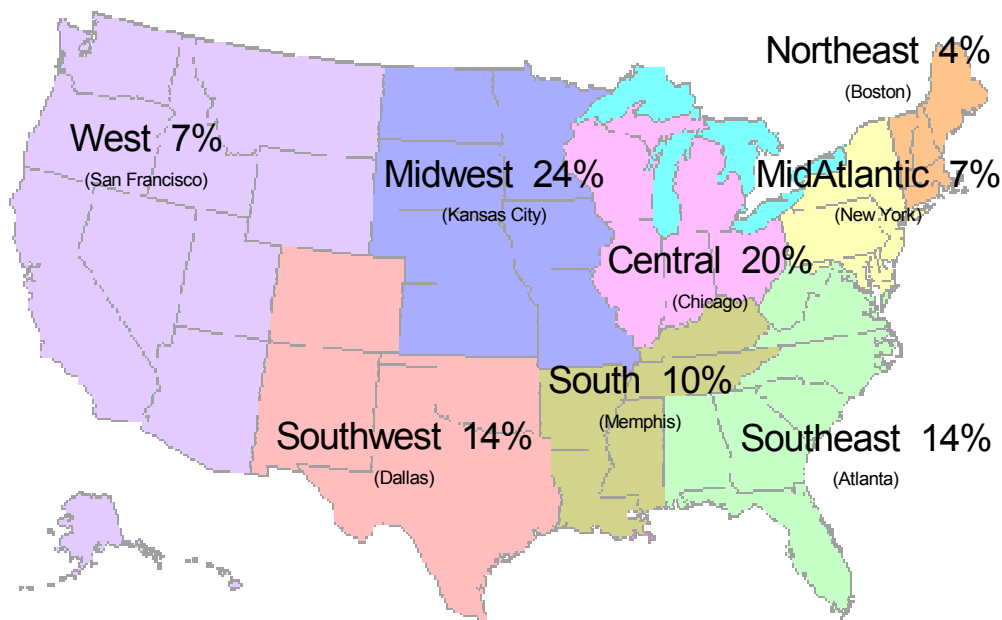 Northeast 4%
(Boston)
West 7%
(San Francisco)
Midwest 24%
(Kansas City)
MidAtlantic 7%
(New York)
Central 20%
(Chicago)
South 10%
(Memphis)
Southwest 14%
(Dallas)
Southeast 14%
(Atlanta)